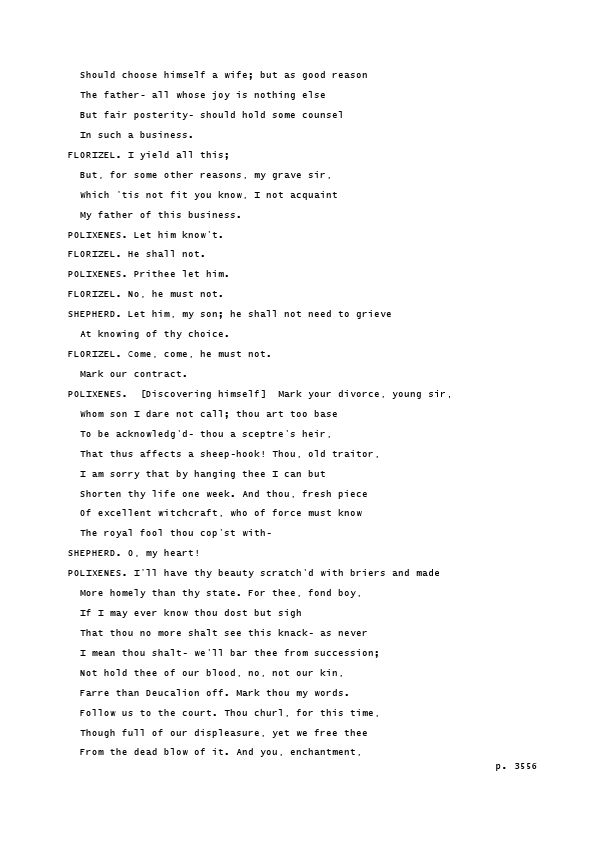 Should choose himself a wife; but as good reason
The father- all whose joy is nothing else
But fair posterity- should hold some counsel
In such a business.
FLORIZEL. I yield all this;
But, for some other reasons, my grave sir,
Which 'tis not fit you know, I not acquaint
My father of this business.
POLIXENES. Let him know't.
FLORIZEL. He shall not.
POLIXENES. Prithee let him.
FLORIZEL. No, he must not.
SHEPHERD. Let him, my son; he shall not need to grieve
At knowing of thy choice.
FLORIZEL. Come, come, he must not.
Mark our contract.
POLIXENES.  [Discovering himself]  Mark your divorce, young sir,
Whom son I dare not call; thou art too base
To be acknowledg'd- thou a sceptre's heir,
That thus affects a sheep-hook! Thou, old traitor,
I am sorry that by hanging thee I can but
Shorten thy life one week. And thou, fresh piece
Of excellent witchcraft, who of force must know
The royal fool thou cop'st with-
SHEPHERD. O, my heart!
POLIXENES. I'll have thy beauty scratch'd with briers and made
More homely than thy state. For thee, fond boy,
If I may ever know thou dost but sigh
That thou no more shalt see this knack- as never
I mean thou shalt- we'll bar thee from succession;
Not hold thee of our blood, no, not our kin,
Farre than Deucalion off. Mark thou my words.
Follow us to the court. Thou churl, for this time,
Though full of our displeasure, yet we free thee
From the dead blow of it. And you, enchantment,
p. 3556